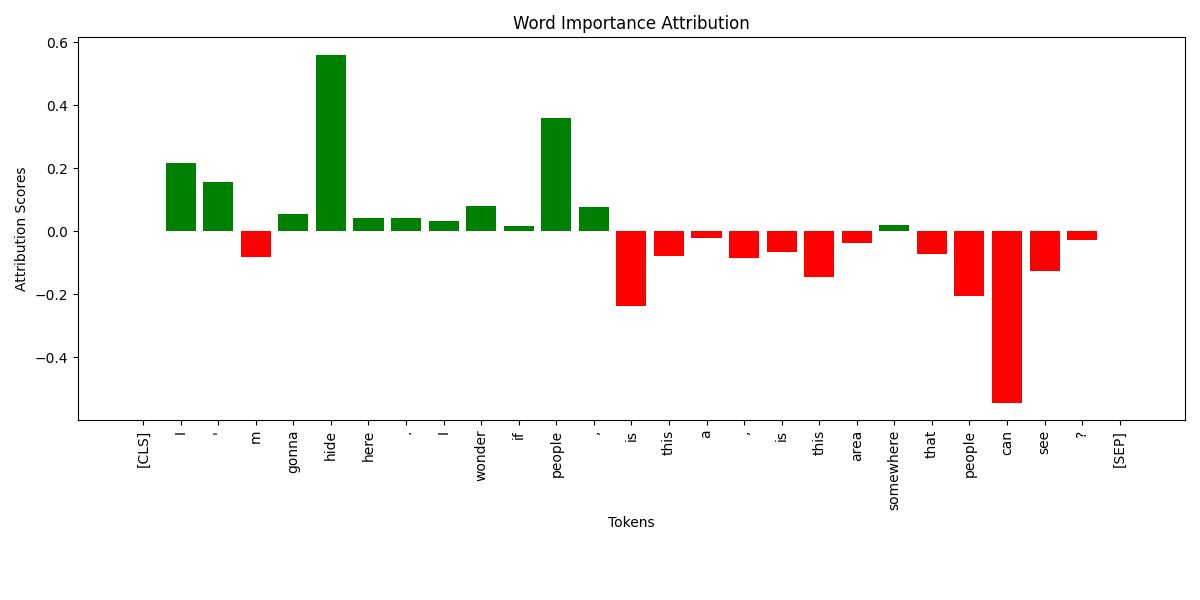 Word Importance Attribution
0.6
0.4
0.2
0.0
−0.2
−0.4
Attribution Scores
[CLS]
I
'
m
gonna
hide
here
.
I
wonder
if
people
,
is
this
a
,
is
this
area
somewhere
that
people
can
see
?
[SEP]
Tokens